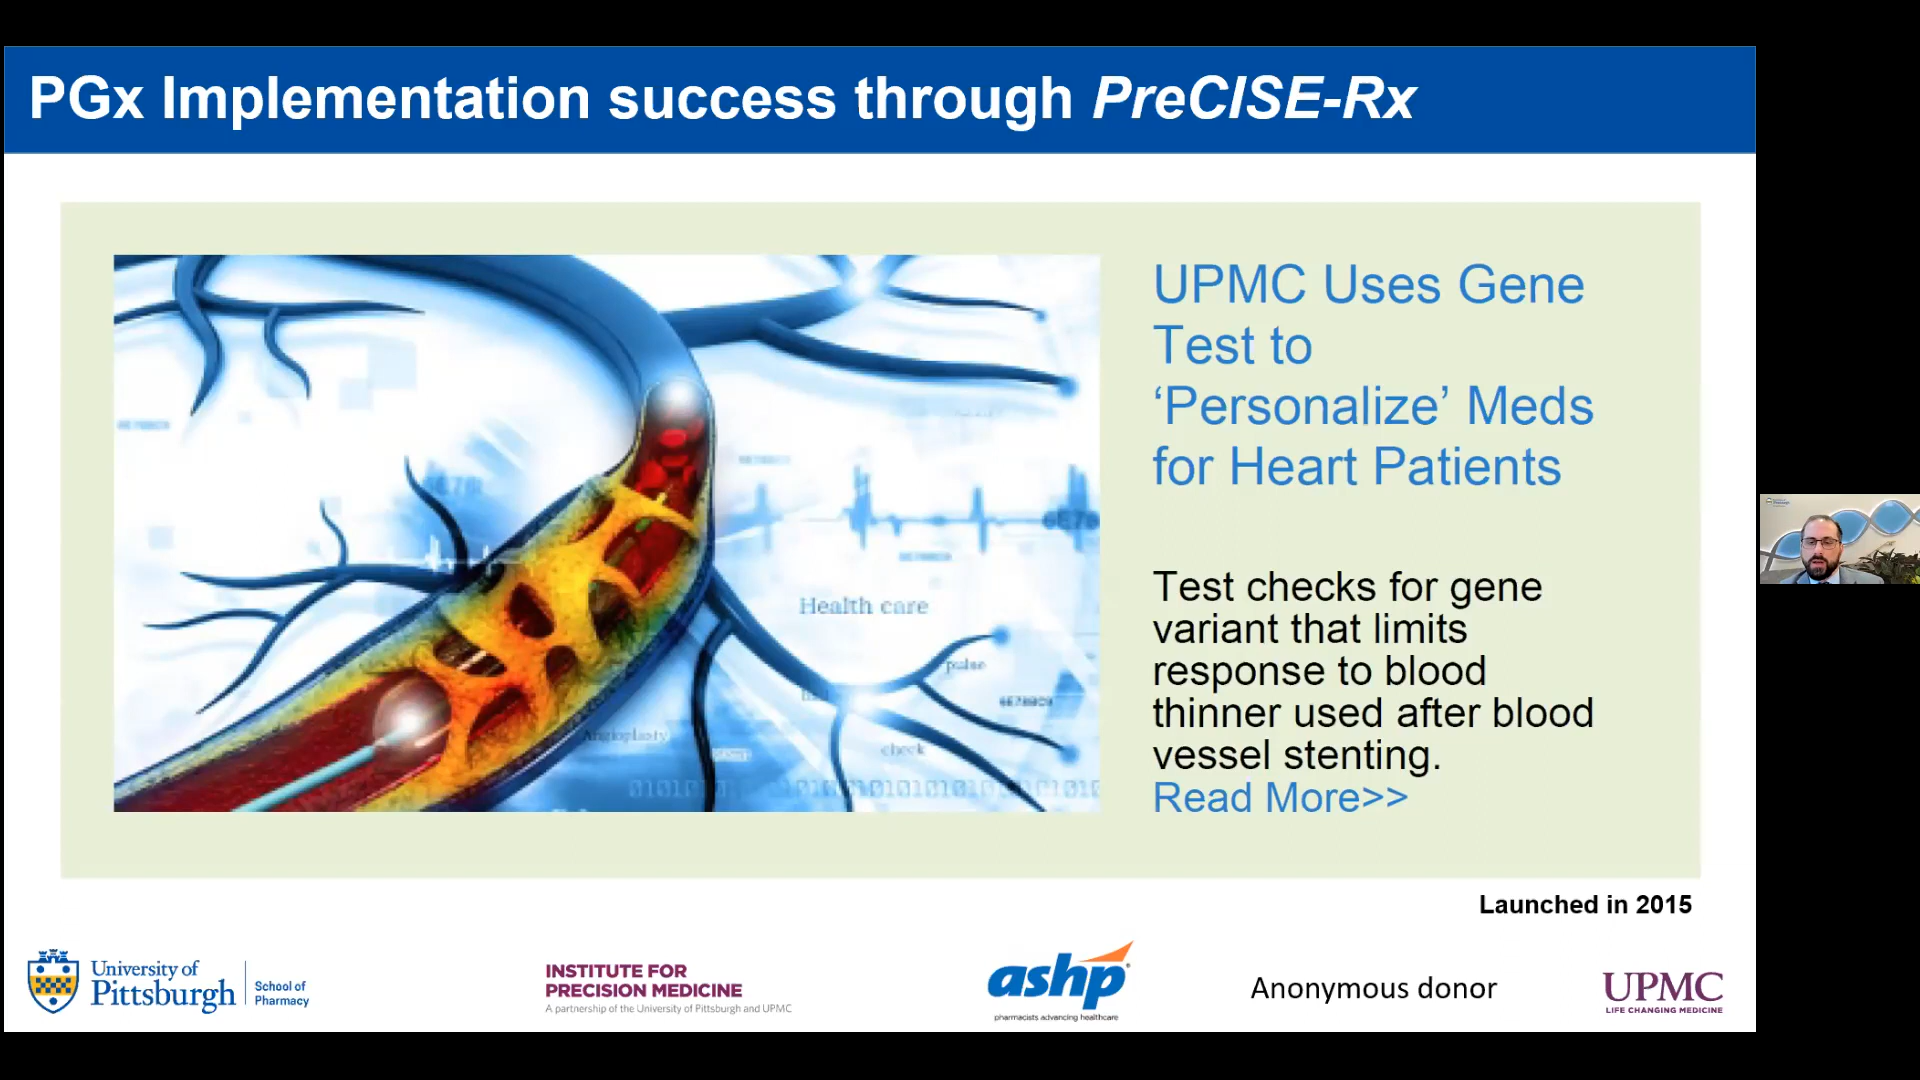 PGx Implementation success through PreCISE-Rx
UPMC Uses Gene
Test to
‘Personalize’ Meds
for Heart Patients
Test checks for gene
variant that limits
response to blood
thinner used after blood
vessel stenting.
Read More>>
Health care
pulse
6E78BC9
Angioplasty
check
Launched in 2015
University of
Pittsburgh
School of
Pharmacy
INSTITUTE FOR
PRECISION MEDICINE
A partnership of the University of Pittsburgh and UPMC
ashp®
pharmacists advancing healthcare
Anonymous donor
UPMC
LIFE CHANGING MEDICINE